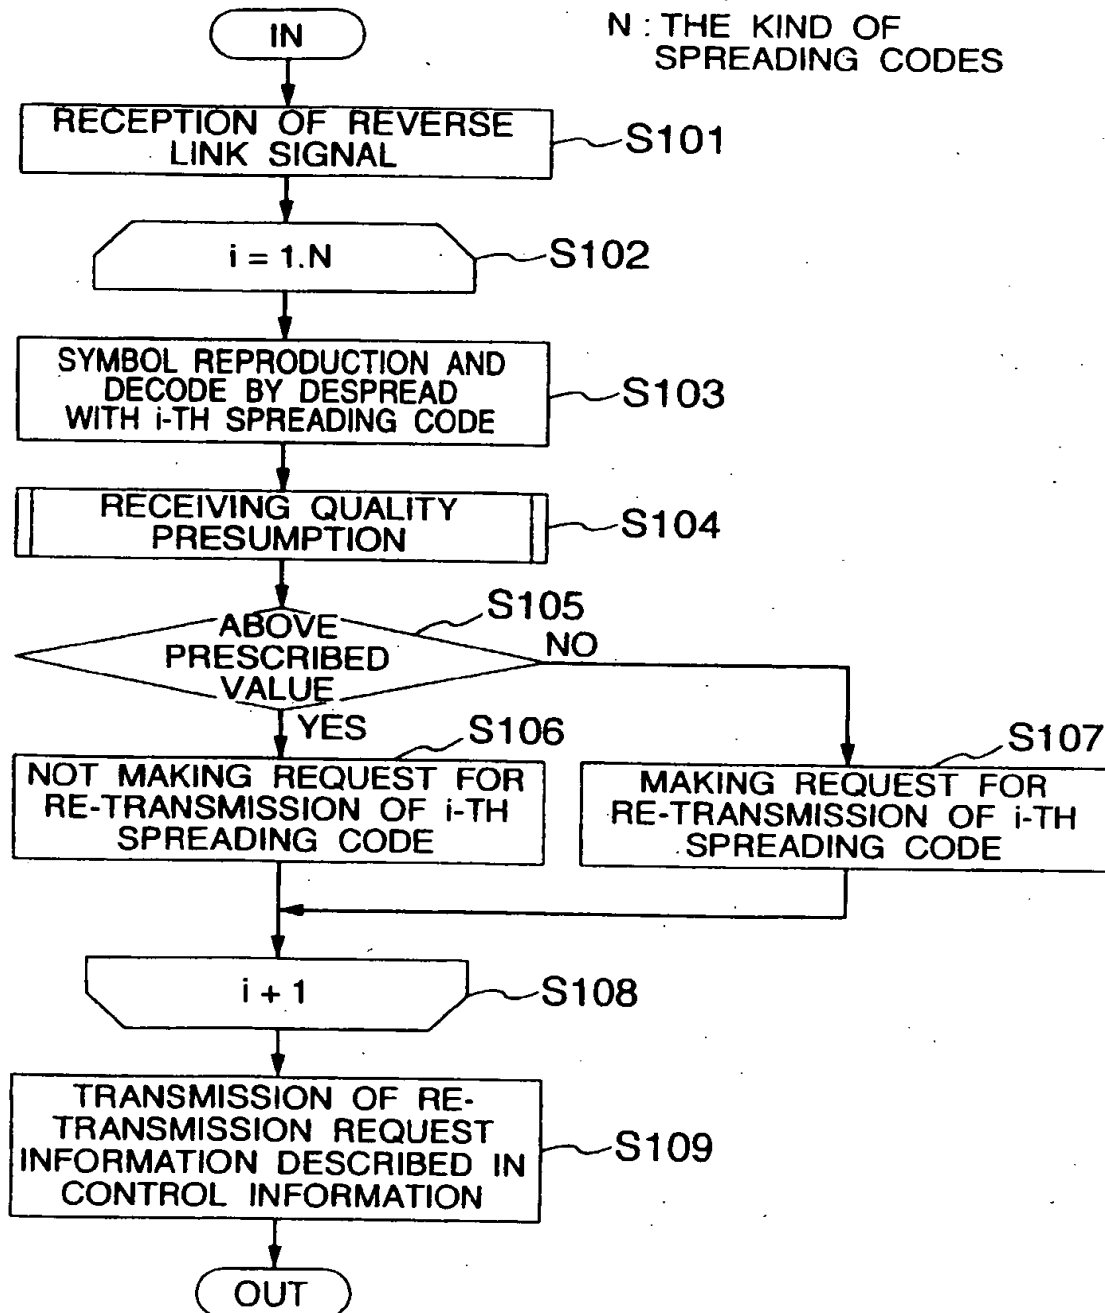 IN
N : THE KIND OF
SPREADING CODES
RECEPTION OF REVERSE
LINK SIGNAL
S101
i = 1.N
S102
SYMBOL REPRODUCTION AND
DECODE BY DESPREAD
WITH i-TH SPREADING CODE
S103
RECEIVING QUALITY
PRESUMPTION
S104
S105
ABOVE
PRESCRIBED
VALUE
NO
YES
S106
NOT MAKING REQUEST FOR
RE-TRANSMISSION OF i-TH
SPREADING CODE
S107
MAKING REQUEST FOR
RE-TRANSMISSION OF i-TH
SPREADING CODE
i + 1
S108
TRANSMISSION OF RE-
TRANSMISSION REQUEST
INFORMATION DESCRIBED IN
CONTROL INFORMATION
S109
OUT